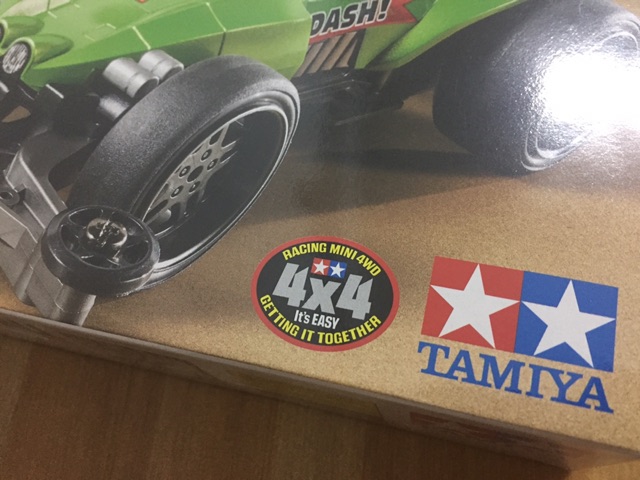 DASH!
RACING MINI 4WD
4x4
It's EASY
GETTING IT TOGETHER
TAMIYA